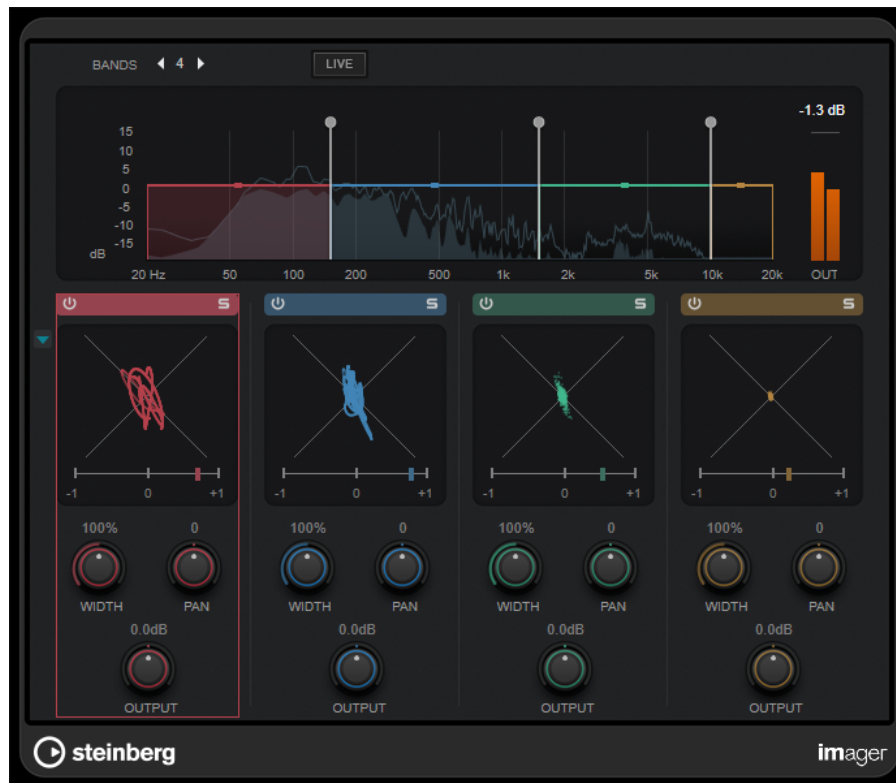 BANDS 4 LIVE
-1.3 dB
15
10
5
0
-5
-10
-15
dB
20 Hz 50 100 200 500 1k 2k 5k 10k 20k OUT
S S S S
-1 0 +1 -1 0 +1 -1 0 +1 -1 0 +1
100% 0 100% 0 100% 0 100% 0
WIDTH PAN WIDTH PAN WIDTH PAN WIDTH PAN
0.0dB 0.0dB 0.0dB 0.0dB
OUTPUT OUTPUT OUTPUT OUTPUT
steinberg imager